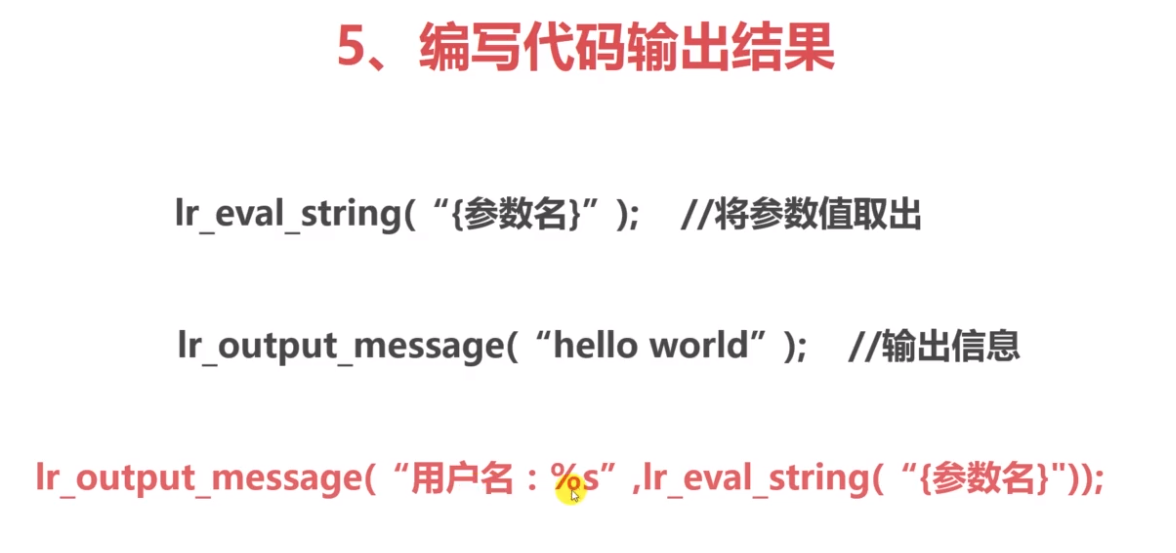 5、编写代码输出结果
lr_eval_string(“{参数名}”); //将参数值取出
lr_output_message(“hello world”); //输出信息
lr_output_message(“用户名：%s”,lr_eval_string(“{参数名}"));